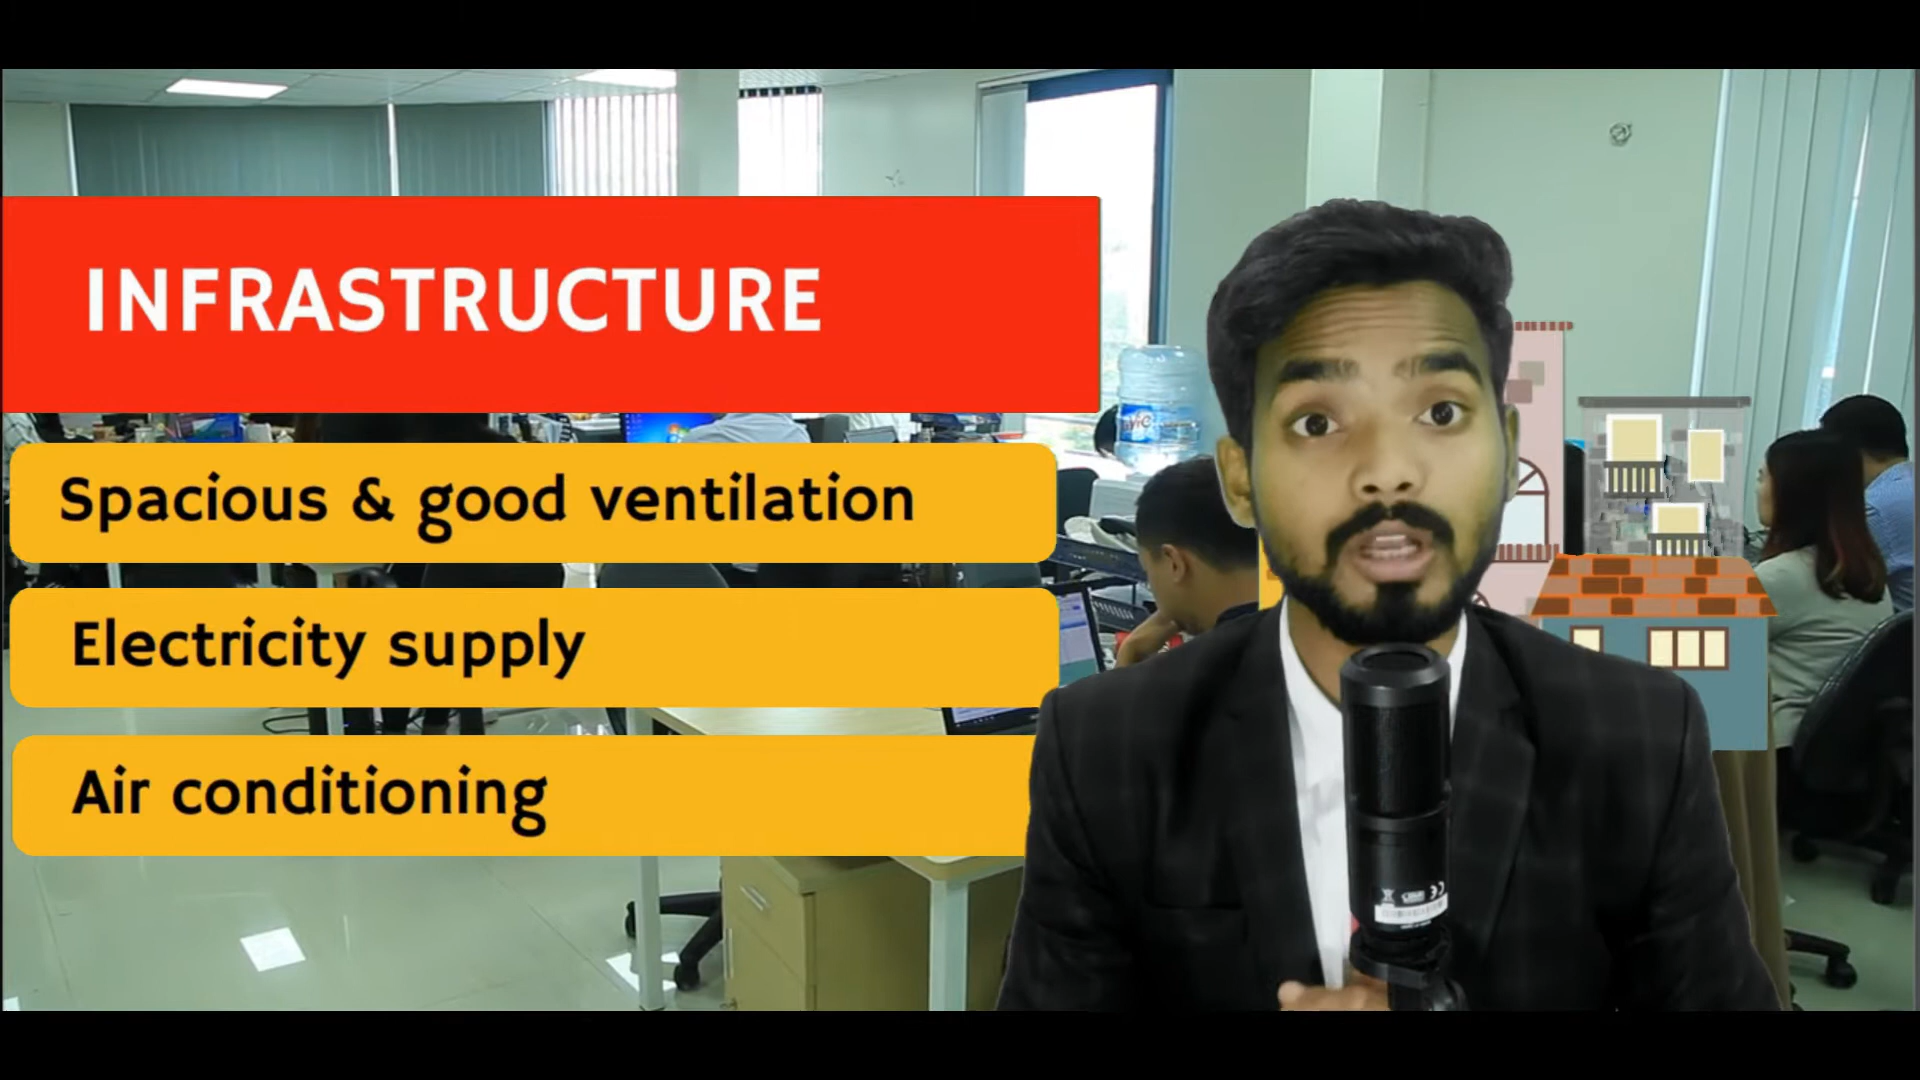 INFRASTRUCTURE
Spacious & good ventilation
Electricity supply
Air conditioning